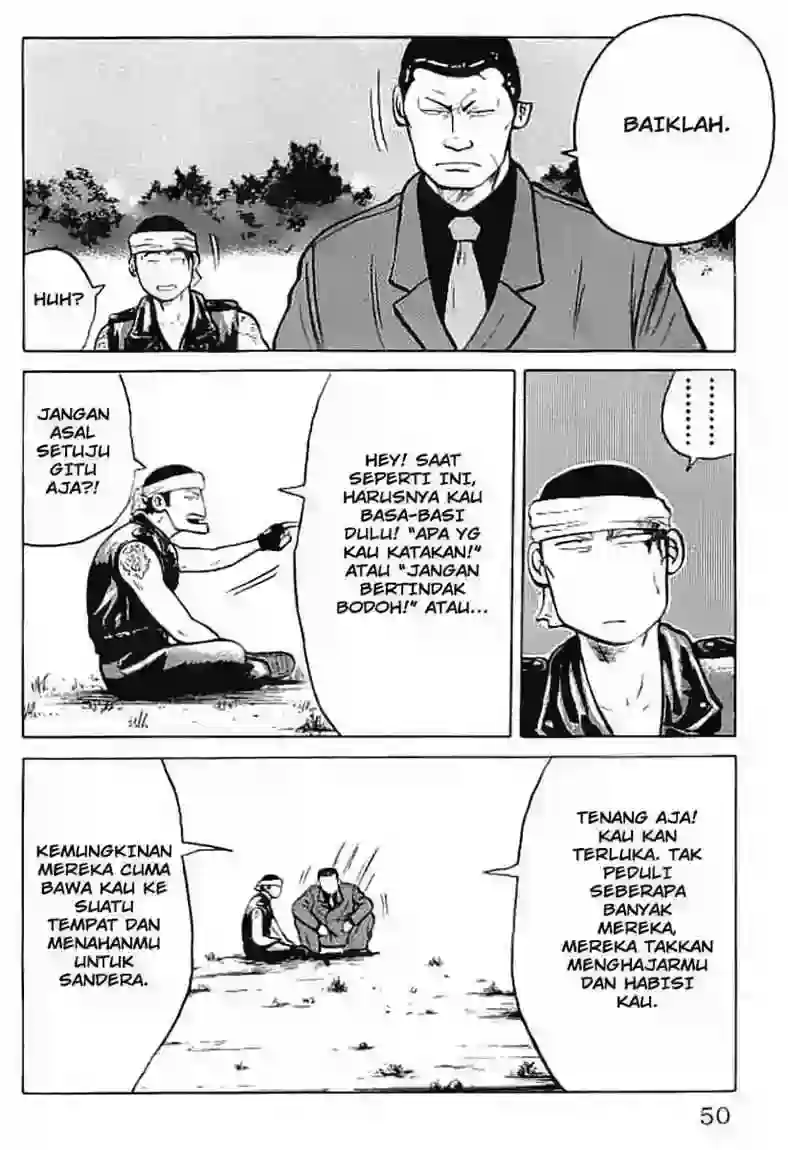 BAIKLAH.
HUH?
........
........
HEY! SAAT
SEPERTI INI,
HARUSNYA KAU
BASA-BASI
DULU! "APA YG
KAU KATAKAN!"
ATAU "JANGAN
BERTINDAK
BODOH!" ATAU...
JANGAN
ASAL
SETUJU
GITU
AJA?!
TENANG AJA!
KAU KAN
TERLUKA. TAK
PEDULI
SEBERAPA
BANYAK
MEREKA,
MEREKA TAKKAN
MENGHAJARMU
DAN HABISI
KAU.
KEMUNGKINAN
MEREKA CUMA
BAWA KAU KE
SUATU
TEMPAT DAN
MENAHANMU
UNTUK
SANDERA.
50